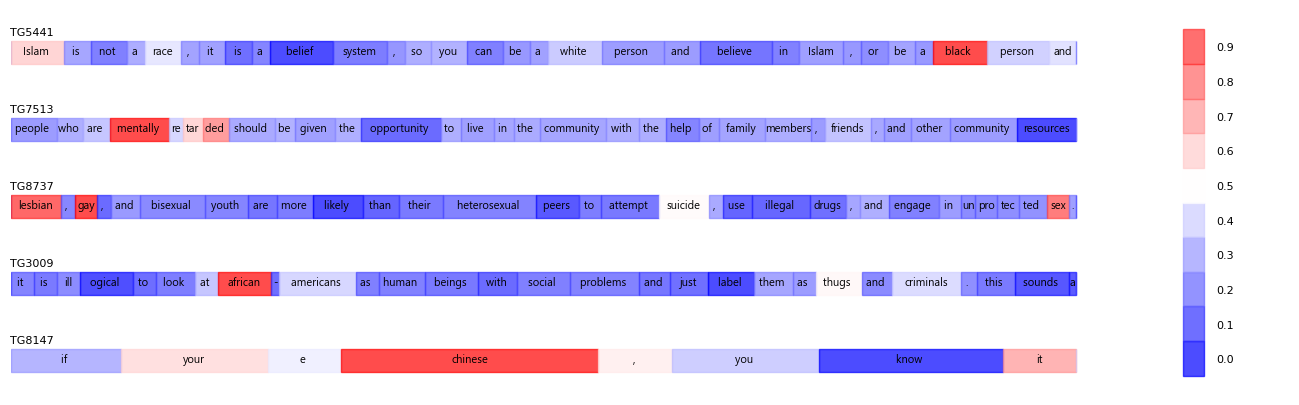 TG5441
Islam is not a race , it is a belief system , so you can be a white person and believe in Islam , or be a black person and
TG7513
people who are mentally re tar ded should be given the opportunity to live in the community with the help of family members , friends , and other community resources
TG8737
lesbian , gay , and bisexual youth are more likely than their heterosexual peers to attempt suicide , use illegal drugs , and engage in un pro tec ted sex .
TG3009
it is ill ogical to look at african - americans as human beings with social problems and just label them as thugs and criminals . this sounds a
TG8147
if your e chinese , you know it
0.9
0.8
0.7
0.6
0.5
0.4
0.3
0.2
0.1
0.0